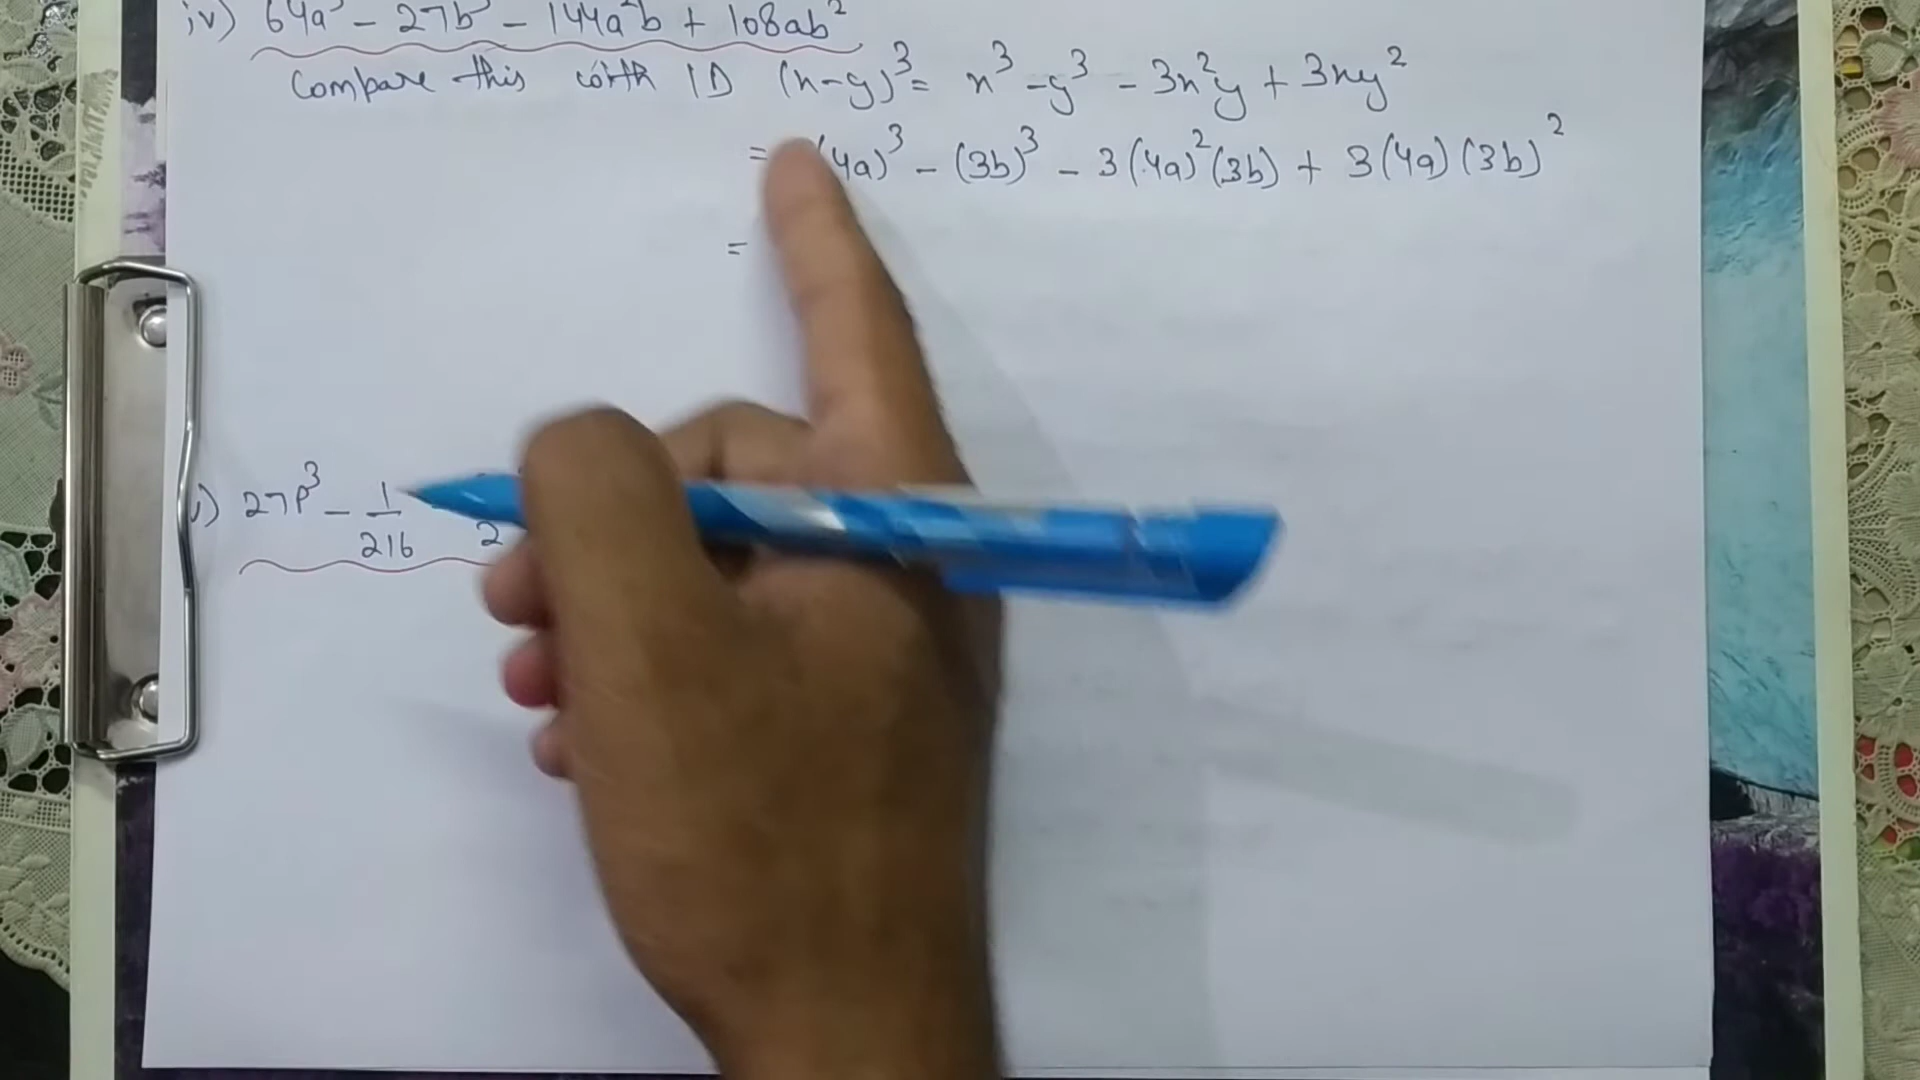 iv) 64a³ - 27b³ - 144a²b + 108ab²
Compare this with ID (x-y)³ = x³ - y³ - 3x²y + 3xy²
= (4a)³ - (3b)³ - 3(4a)²(3b) + 3(4a)(3b)²
=
v) 27p³ - 1/216 2